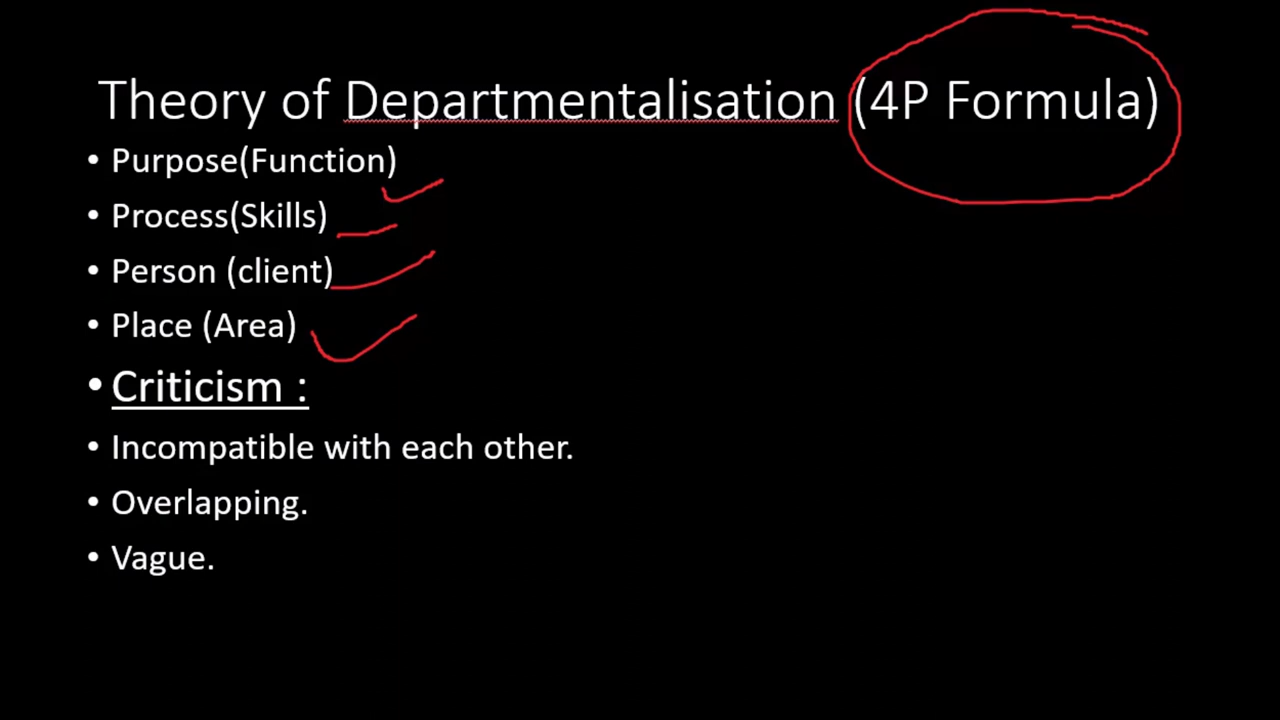 Theory of Departmentalisation (4P Formula)
• Purpose(Function)
• Process(Skills)
• Person (client)
• Place (Area)
• Criticism :
• Incompatible with each other.
• Overlapping.
• Vague.